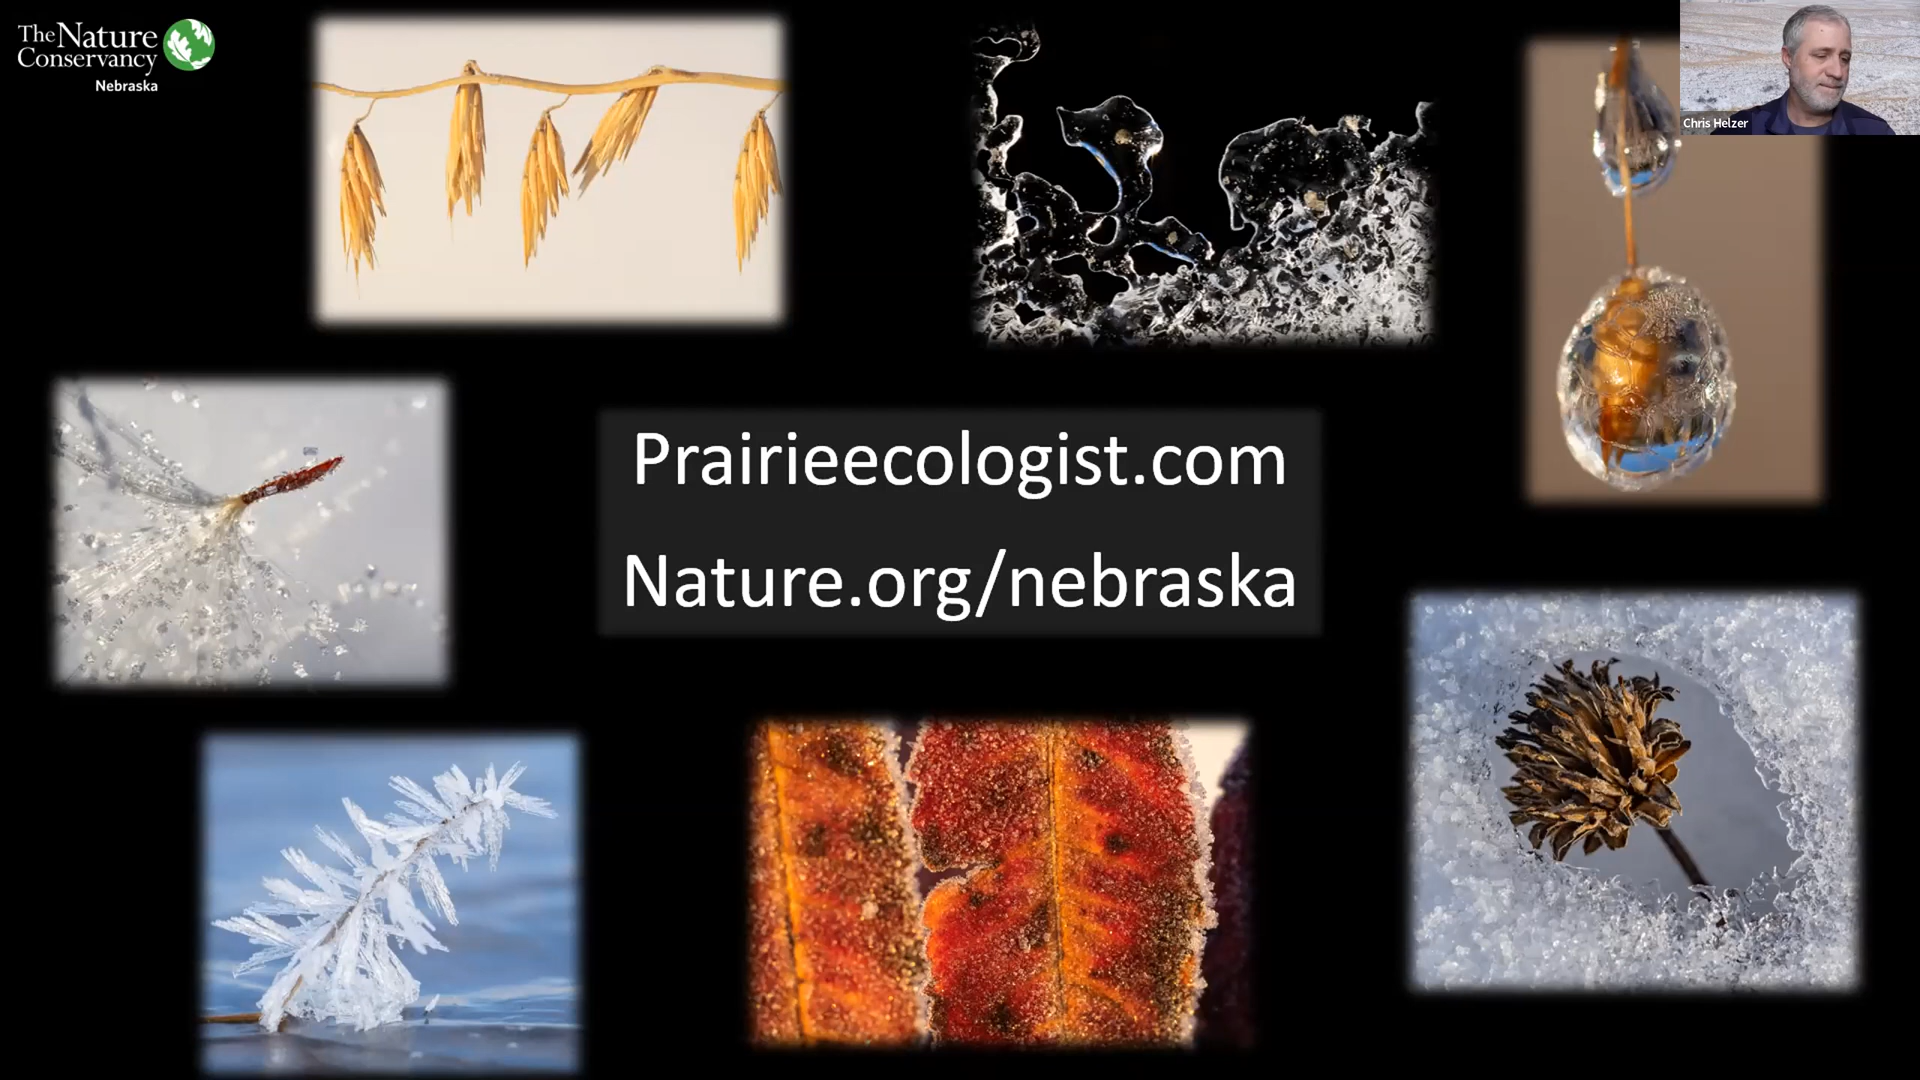 The Nature
Conservancy
Nebraska
Chris Helzer
Prairieecologist.com
Nature.org/nebraska